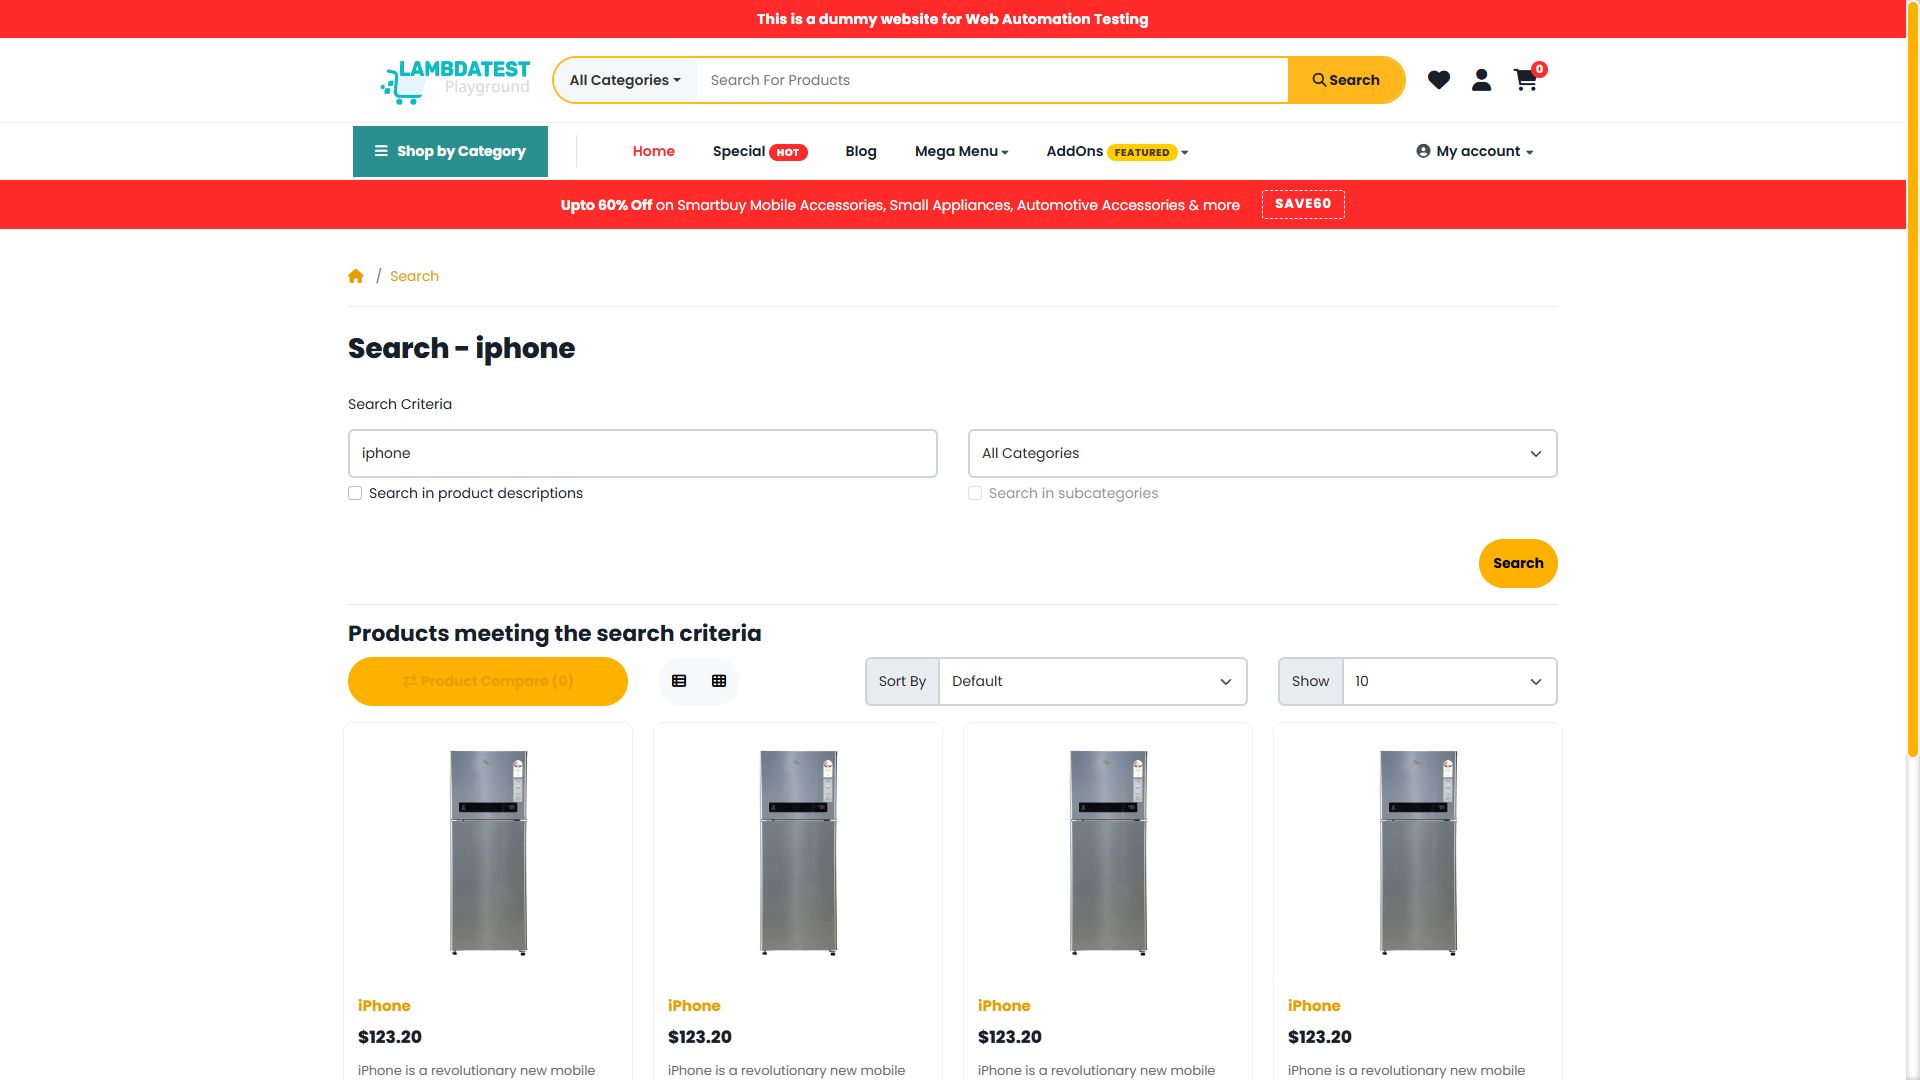 This is a dummy website for Web Automation Testing
LAMBDATEST
Playground
All Categories
Search For Products
Search
0
Shop by Category
Home
Special HOT
Blog
Mega Menu
AddOns FEATURED
My account
Upto 60% Off on Smartbuy Mobile Accessories, Small Appliances, Automotive Accessories & more
SAVE60
/ Search
Search - iphone
Search Criteria
iphone
All Categories
Search in product descriptions
Search in subcategories
Search
Products meeting the search criteria
Product Compare (0)
Sort By
Default
Show
10
iPhone
$123.20
iPhone is a revolutionary new mobile
iPhone
$123.20
iPhone is a revolutionary new mobile
iPhone
$123.20
iPhone is a revolutionary new mobile
iPhone
$123.20
iPhone is a revolutionary new mobile